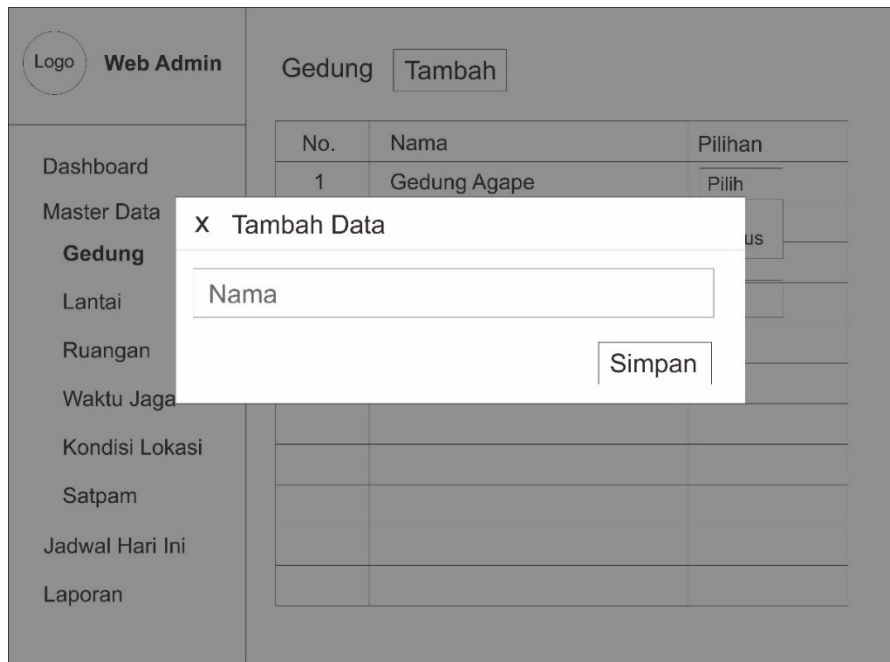 Logo Web Admin
Dashboard
Master Data
Gedung
Lantai
Ruangan
Waktu Jaga
Kondisi Lokasi
Satpam
Jadwal Hari Ini
Laporan
Gedung Tambah
No. Nama Pilihan
1 Gedung Agape Pilih
us
X Tambah Data
Nama
Simpan